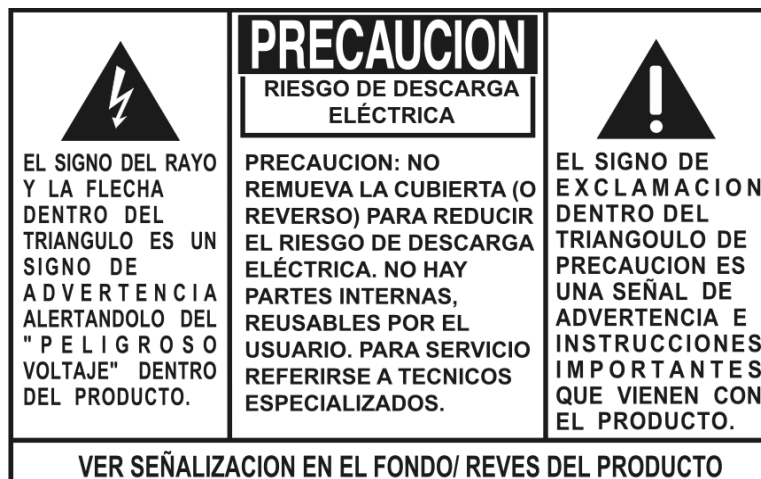 EL SIGNO DEL RAYO
Y LA FLECHA
DENTRO DEL
TRIANGULO ES UN
SIGNO DE
ADVERTENCIA
ALERTANDOLO DEL
"PELIGROSO
VOLTAJE" DENTRO
DEL PRODUCTO.
PRECAUCION
RIESGO DE DESCARGA
ELÉCTRICA
PRECAUCION: NO
REMUEVA LA CUBIERTA (O
REVERSO) PARA REDUCIR
EL RIESGO DE DESCARGA
ELÉCTRICA. NO HAY
PARTES INTERNAS,
REUSABLES POR EL
USUARIO. PARA SERVICIO
REFERIRSE A TECNICOS
ESPECIALIZADOS.
EL SIGNO DE
EXCLAMACION
DENTRO DEL
TRIANGOULO DE
PRECAUCION ES
UNA SEÑAL DE
ADVERTENCIA E
INSTRUCCIONES
IMPORTANTES
QUE VIENEN CON
EL PRODUCTO.
VER SEÑALIZACION EN EL FONDO/ REVES DEL PRODUCTO